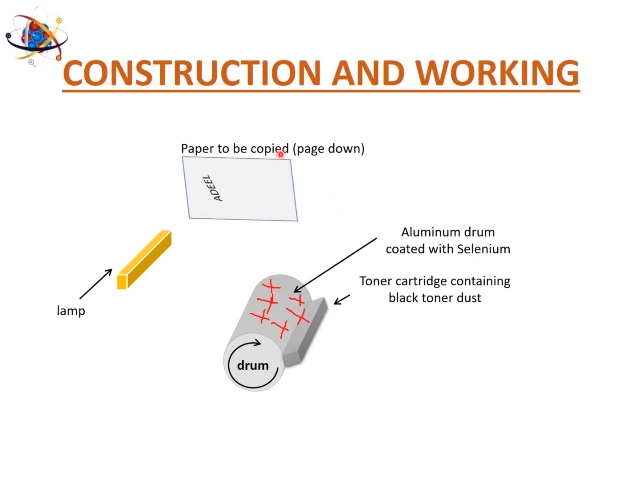 CONSTRUCTION AND WORKING
Paper to be copied (page down)
ADEEL
Aluminum drum
coated with Selenium
Toner cartridge containing
black toner dust
lamp
drum